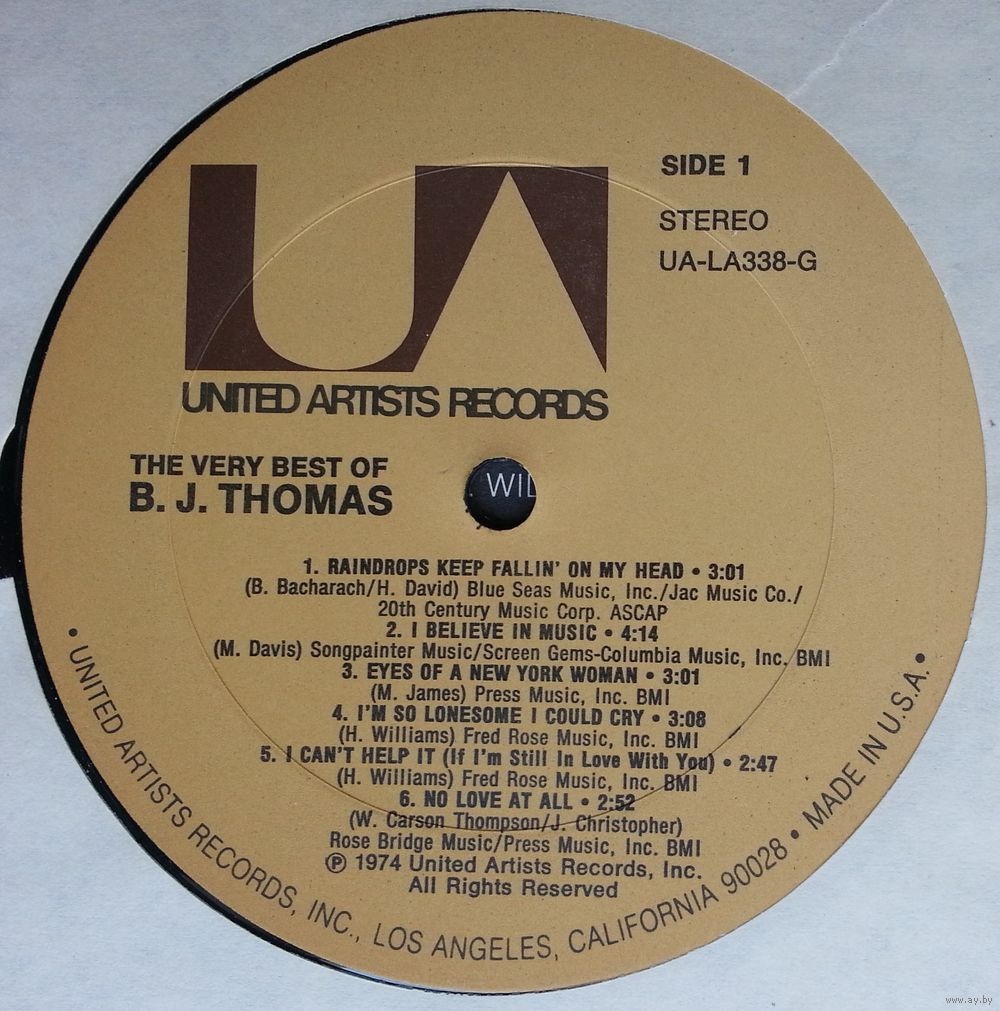 SIDE 1
STEREO
UA-LA338-G
UA
UNITED ARTISTS RECORDS
THE VERY BEST OF
B. J. THOMAS
WIL
1. RAINDROPS KEEP FALLIN' ON MY HEAD • 3:01
(B. Bacharach/H. David) Blue Seas Music, Inc./Jac Music Co./
20th Century Music Corp. ASCAP
2. I BELIEVE IN MUSIC • 4:14
(M. Davis) Songpainter Music/Screen Gems-Columbia Music, Inc. BMI
3. EYES OF A NEW YORK WOMAN • 3:01
(M. James) Press Music, Inc. BMI
4. I'M SO LONESOME I COULD CRY • 3:08
(H. Williams) Fred Rose Music, Inc. BMI
5. I CAN'T HELP IT (If I'm Still In Love With You) • 2:47
(H. Williams) Fred Rose Music, Inc. BMI
6. NO LOVE AT ALL • 2:52
(W. Carson Thompson/J. Christopher)
Rose Bridge Music/Press Music, Inc. BMI
℗ 1974 United Artists Records, Inc.
All Rights Reserved
• UNITED ARTISTS RECORDS, INC., LOS ANGELES, CALIFORNIA 90028 • MADE IN U.S.A. •
www.ay.by